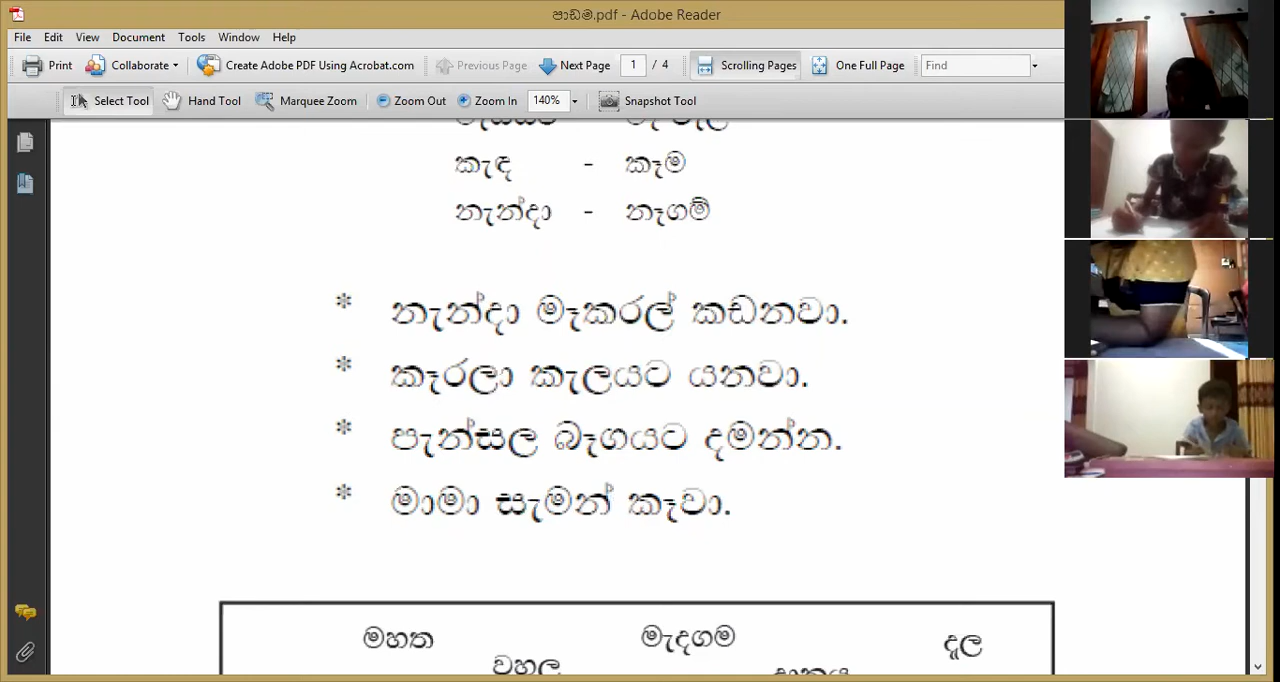 පාඩම.pdf - Adobe Reader
File Edit View Document Tools Window Help
Print Collaborate Create Adobe PDF Using Acrobat.com Previous Page Next Page 1 / 4 Scrolling Pages One Full Page Find
Select Tool Hand Tool Marquee Zoom Zoom Out Zoom In 140% Snapshot Tool
කැඳ - කෑම
නැන්දා - නෑගම්
* නැන්දා මෑකරල් කඩනවා.
* කෑරලා කැලයට යනවා.
* පැන්සල බෑගයට දමන්න.
* මාමා සැමන් කෑවා.
මහත මැදගම දූල
වහල